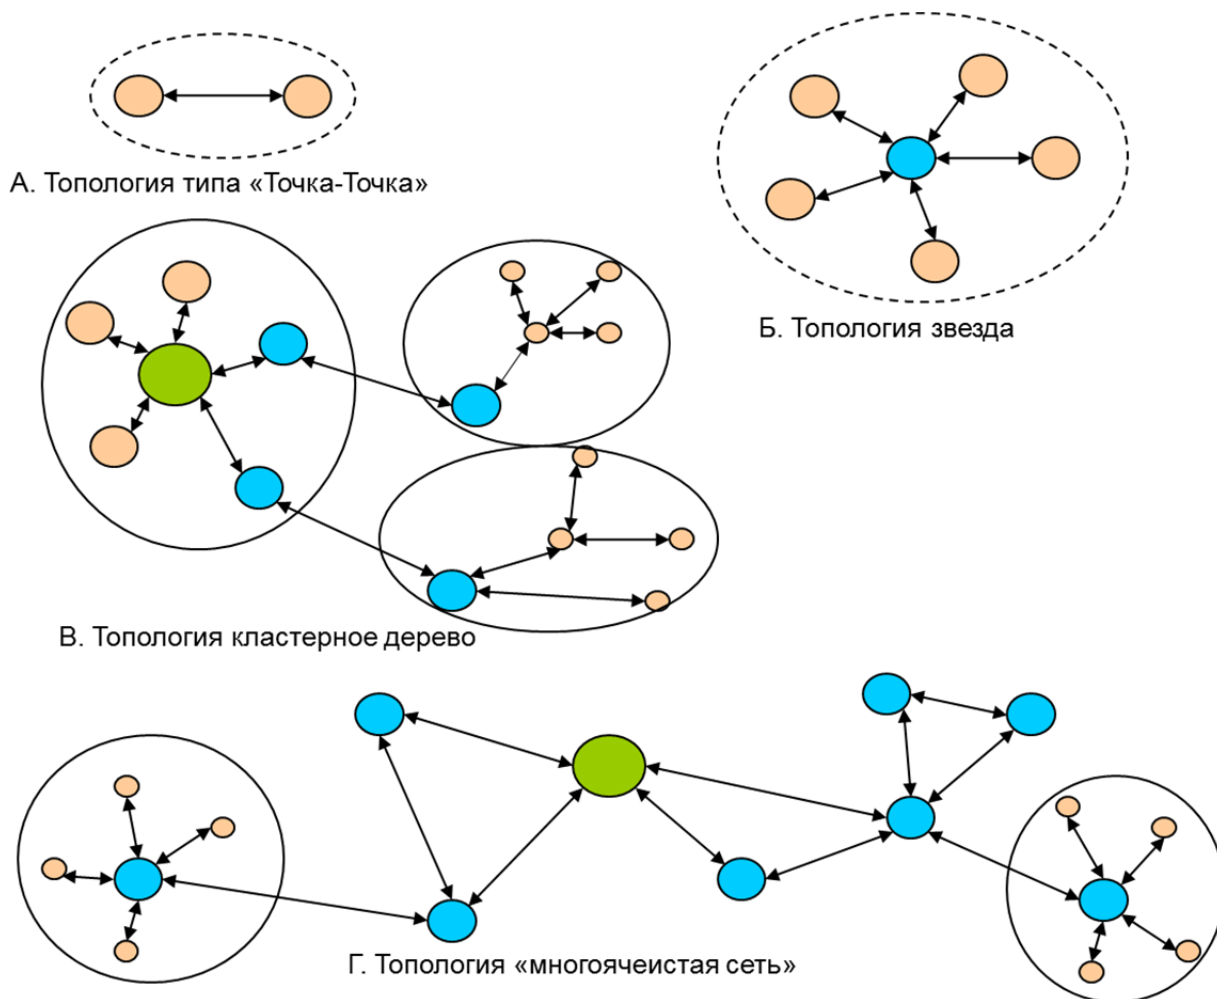 А. Топология типа «Точка-Точка»
Б. Топология звезда
В. Топология кластерное дерево
Г. Топология «многоячеистая сеть»